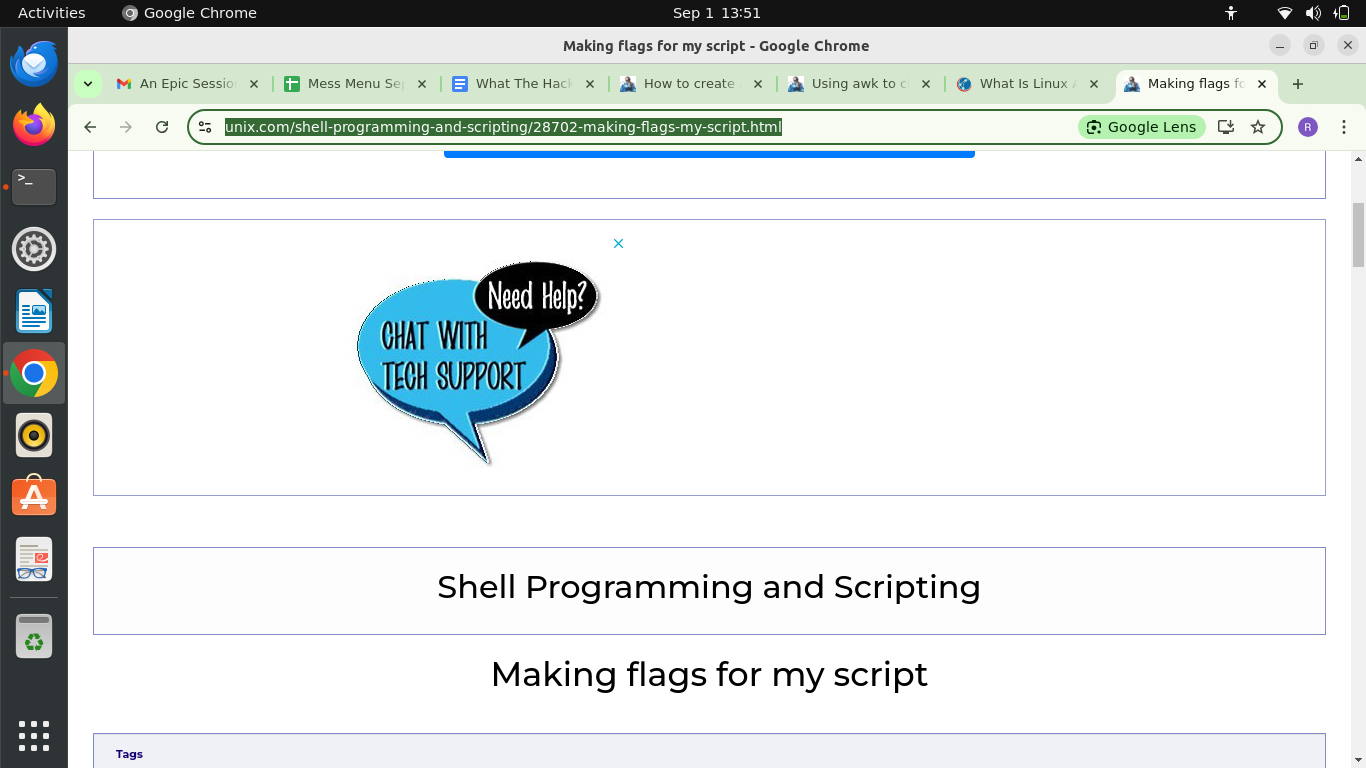 Activities
Google Chrome
Sep 1 13:51
Making flags for my script - Google Chrome
An Epic Session
Mess Menu Sep
What The Hack
How to create
Using awk to c
What Is Linux
Making flags fo
unix.com/shell-programming-and-scripting/28702-making-flags-my-script.html
Google Lens
R
>_
Need Help?
CHAT WITH
TECH SUPPORT
Shell Programming and Scripting
Making flags for my script
Tags